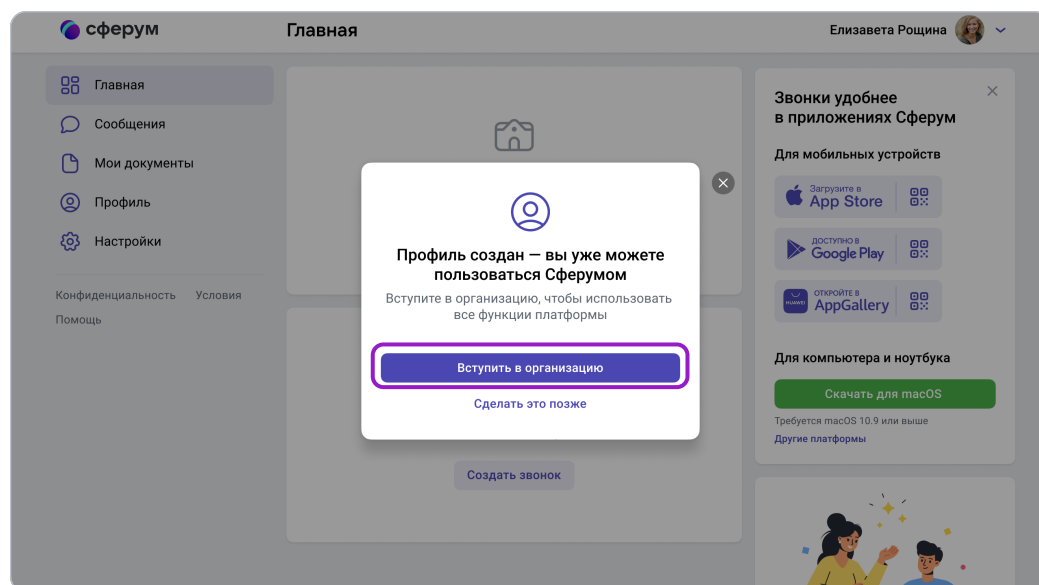 сферум
Главная
Елизавета Рощина
Главная
Сообщения
Мои документы
Профиль
Настройки
Конфиденциальность Условия
Помощь
Профиль создан — вы уже можете
пользоваться Сферумом
Вступите в организацию, чтобы использовать
все функции платформы
Вступить в организацию
Сделать это позже
Создать звонок
Звонки удобнее
в приложениях Сферум
Для мобильных устройств
Загрузите в
App Store
ДОСТУПНО В
Google Play
HUAWEI
ОТКРОЙТЕ В
AppGallery
Для компьютера и ноутбука
Скачать для macOS
Требуется macOS 10.9 или выше
Другие платформы